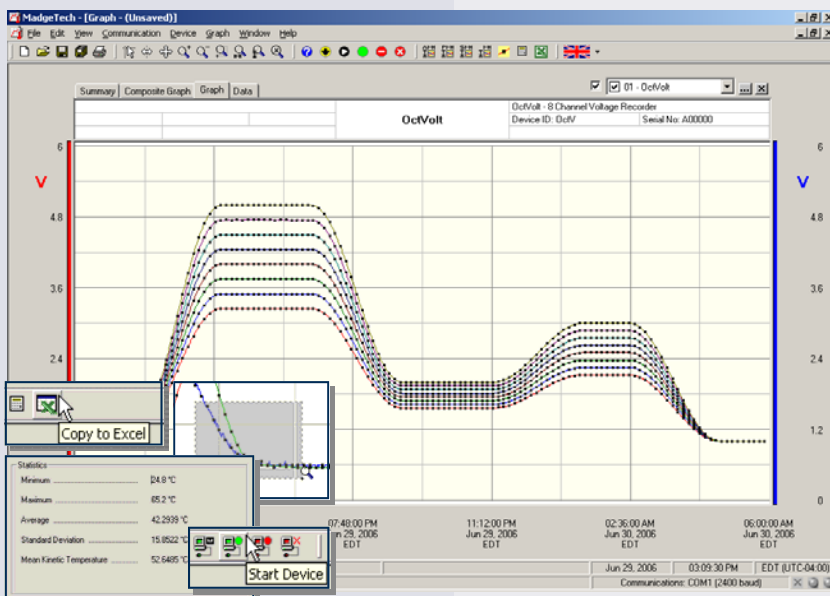 MadgeTech - [Graph - (Unsaved)]
File Edit View Communication Device Graph Window Help
Summary Composite Graph Graph Data
01 - OctVolt
OctVolt
OctVolt - 8 Channel Voltage Recorder
Device ID: OctV Serial No: A00000
6 6
V V
4.8 4.8
3.6 3.6
2.4 2.4
1.2
0
Copy to Excel
Statistics
Minimum 24.8 °C
Maximum 65.2 °C
Average 42.2939 °C
Standard Deviation 15.8522 °C
Mean Kinetic Temperature 52.6485 °C
Start Device
07:48:00 PM 11:12:00 PM 02:36:00 AM 06:00:00 AM
Jun 29, 2006 Jun 29, 2006 Jun 30, 2006 Jun 30, 2006
EDT EDT EDT EDT
Jun 29, 2006 03:09:30 PM EDT (UTC-04:00)
Communications: COM1 (2400 baud)